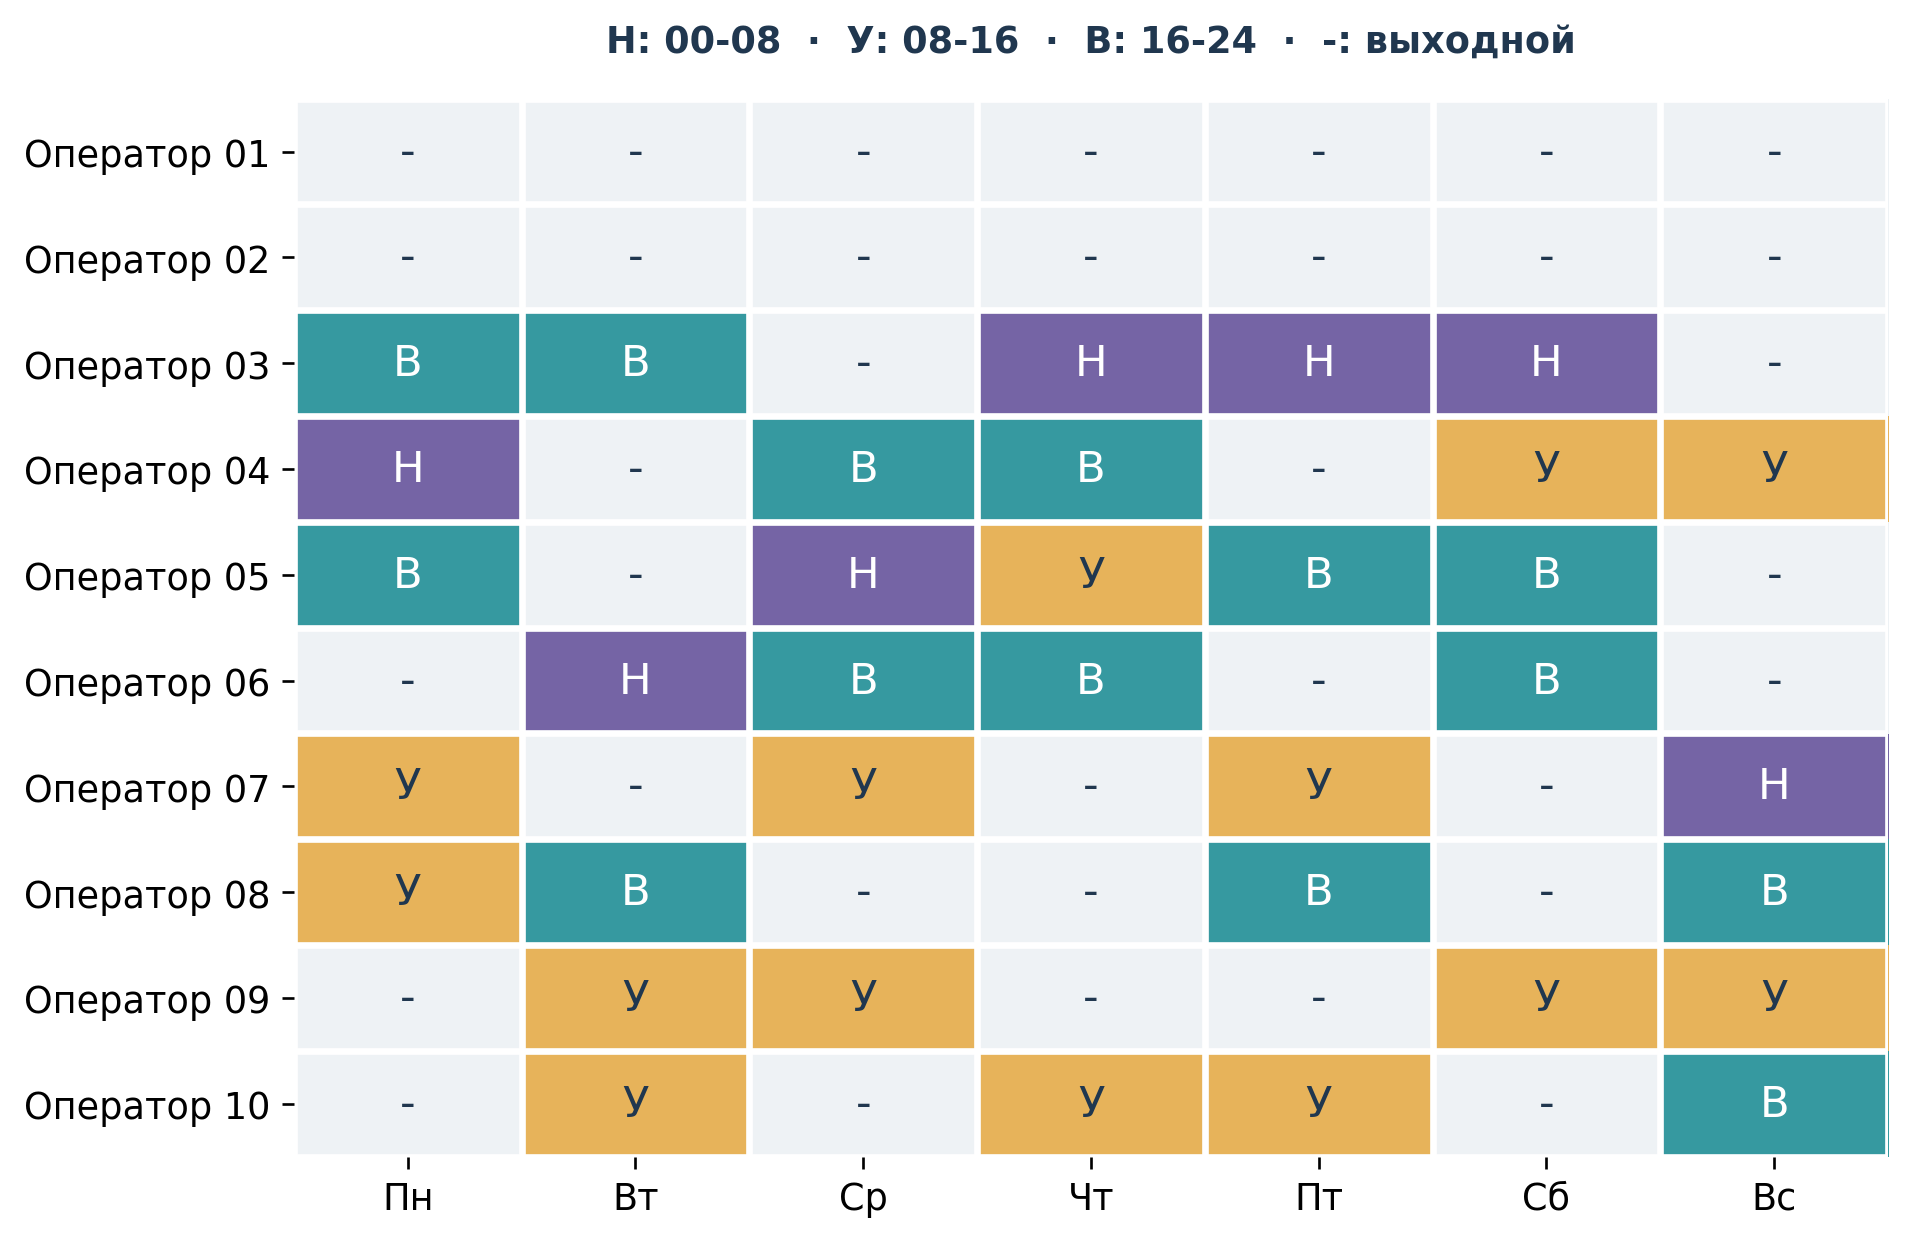 Н: 00-08 · У: 08-16 · В: 16-24 · -: выходной
Оператор 01 - - - - - - -
Оператор 02 - - - - - - -
Оператор 03 В В - Н Н Н -
Оператор 04 Н - В В - У У
Оператор 05 В - Н У В В -
Оператор 06 - Н В В - В -
Оператор 07 У - У - У - Н
Оператор 08 У В - - В - В
Оператор 09 - У У - - У У
Оператор 10 - У - У У - В
Пн Вт Ср Чт Пт Сб Вс